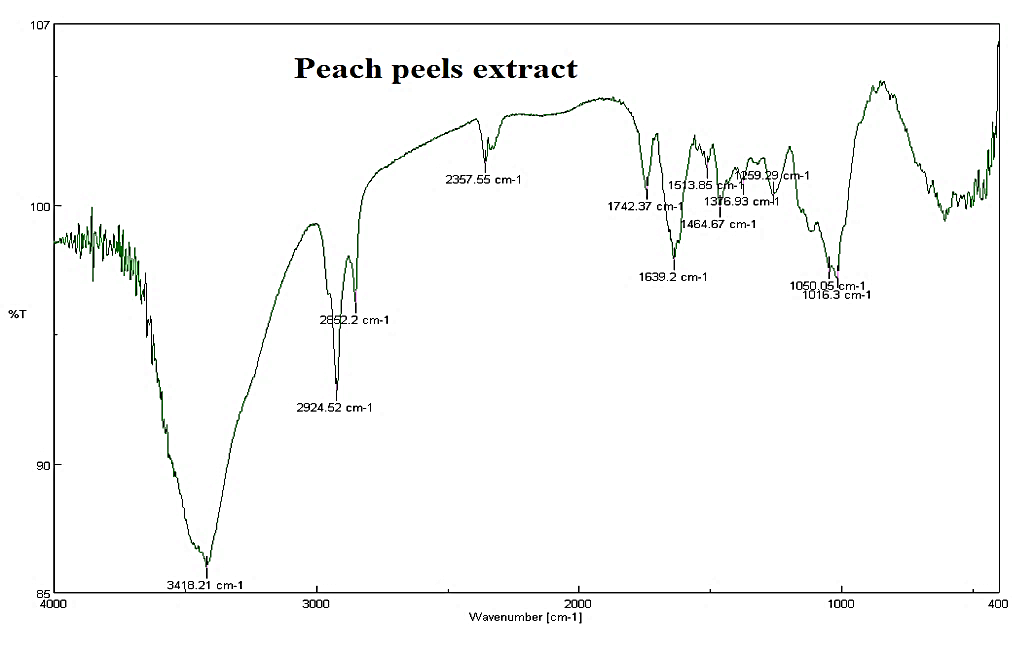 107
Peach peels extract
2357.55 cm-1
1259.29 cm-1
1513.85 cm-1
1376.93 cm-1
1742.37 cm-1
100
1464.67 cm-1
1639.2 cm-1
1050.05 cm-1
1016.3 cm-1
%T
2852.2 cm-1
2924.52 cm-1
90
3418.21 cm-1
85
4000 3000 2000 1000 400
Wavenumber [cm-1]